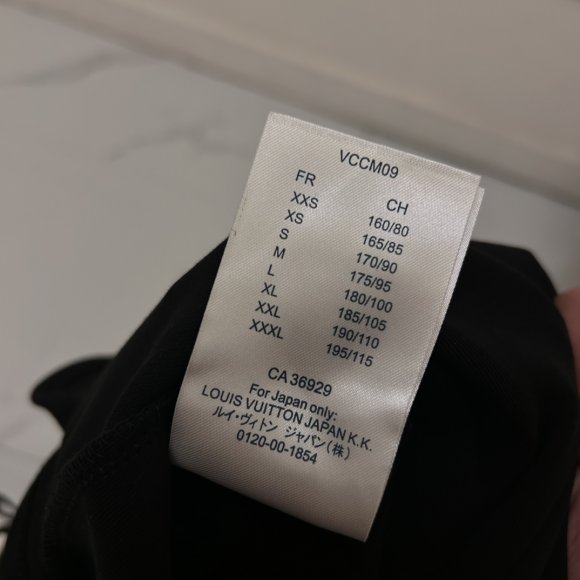 VCCM09
FR CH
XXS 160/80
XS 165/85
S 170/90
M 175/95
L 180/100
XL 185/105
XXL 190/110
XXXL 195/115
CA 36929
For Japan only:
LOUIS VUITTON JAPAN K.K.
ルイ・ヴィトン ジャパン(株)
0120-00-1854